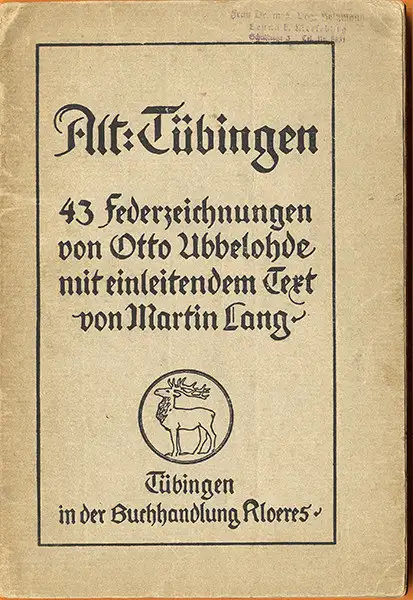 Alt-Tübingen
43 Federzeichnungen
von Otto Ubbelohde
mit einleitendem Text
von Martin Lang
Tübingen
in der Buchhandlung Kloeres